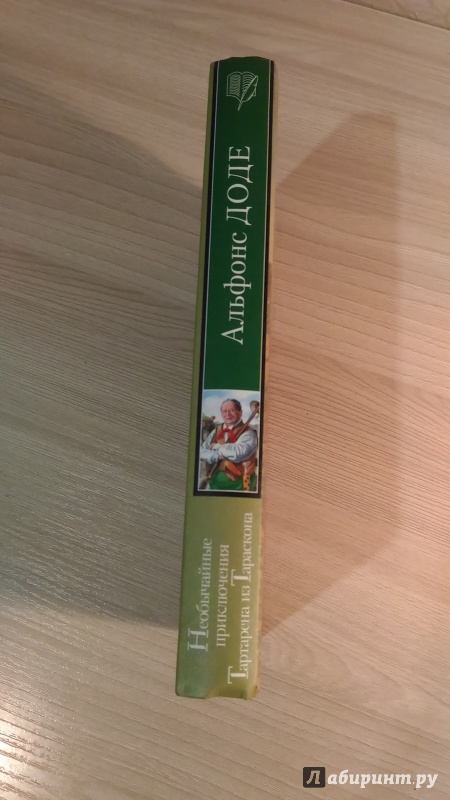 Альфонс ДОДЕ
Необычайные
приключения
Тартарена из Тараскона
Лабиринт.ру